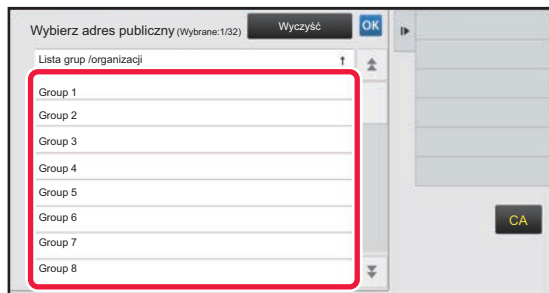 Wybierz adres publiczny (Wybrane:1/32) Wyczyść OK
Lista grup /organizacji
Group 1
Group 2
Group 3
Group 4
Group 5
Group 6
Group 7
Group 8
CA